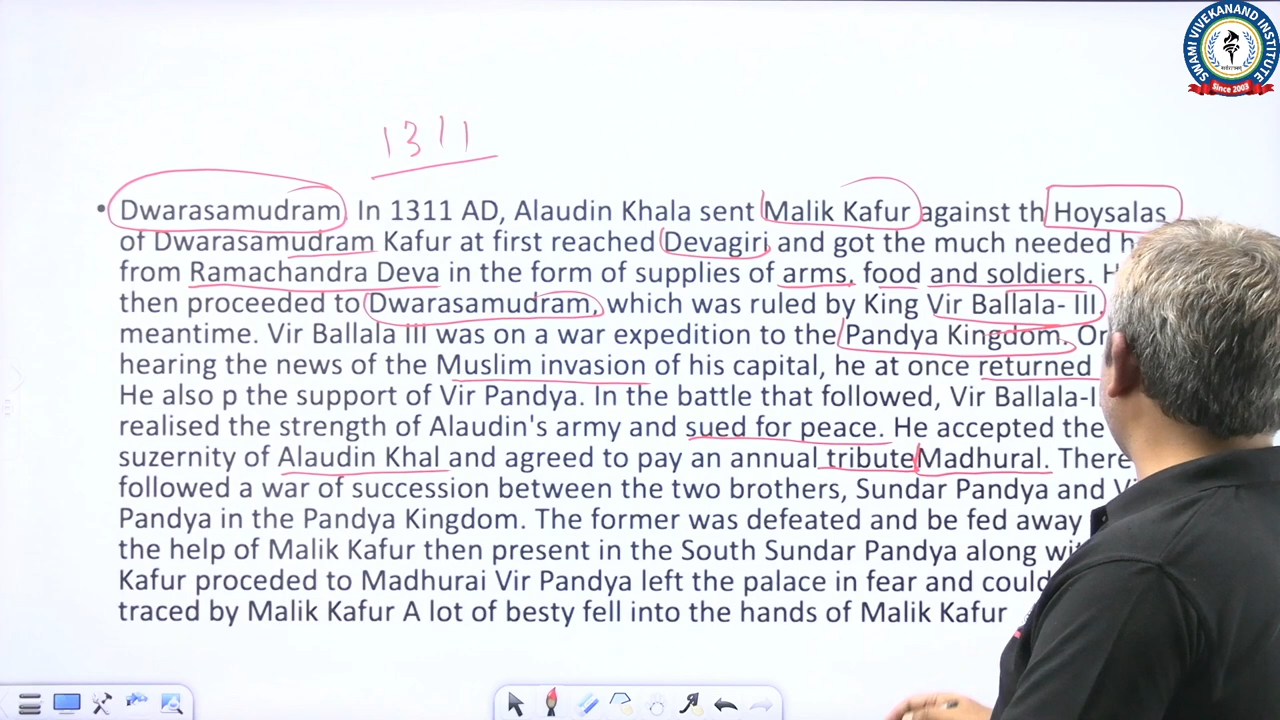 SWAMI VIVEKANAND INSTITUTE
Since 2003
1311
• Dwarasamudram. In 1311 AD, Alaudin Khala sent Malik Kafur against th Hoysalas
of Dwarasamudram Kafur at first reached Devagiri and got the much needed
from Ramachandra Deva in the form of supplies of arms, food and soldiers.
then proceeded to Dwarasamudram, which was ruled by King Vir Ballala- III,
meantime. Vir Ballala III was on a war expedition to the Pandya Kingdom. On
hearing the news of the Muslim invasion of his capital, he at once returned
He also p the support of Vir Pandya. In the battle that followed, Vir Ballala-
realised the strength of Alaudin's army and sued for peace. He accepted the
suzernity of Alaudin Khal and agreed to pay an annual tribute Madhural. There
followed a war of succession between the two brothers, Sundar Pandya and
Pandya in the Pandya Kingdom. The former was defeated and be fed away
the help of Malik Kafur then present in the South Sundar Pandya along
Kafur proceded to Madhurai Vir Pandya left the palace in fear and could
traced by Malik Kafur A lot of besty fell into the hands of Malik Kafur